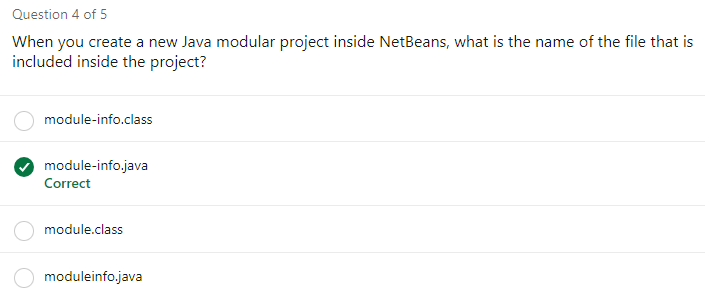 Question 4 of 5
When you create a new Java modular project inside NetBeans, what is the name of the file that is
included inside the project?
module-info.class
module-info.java
Correct
module.class
moduleinfo.java